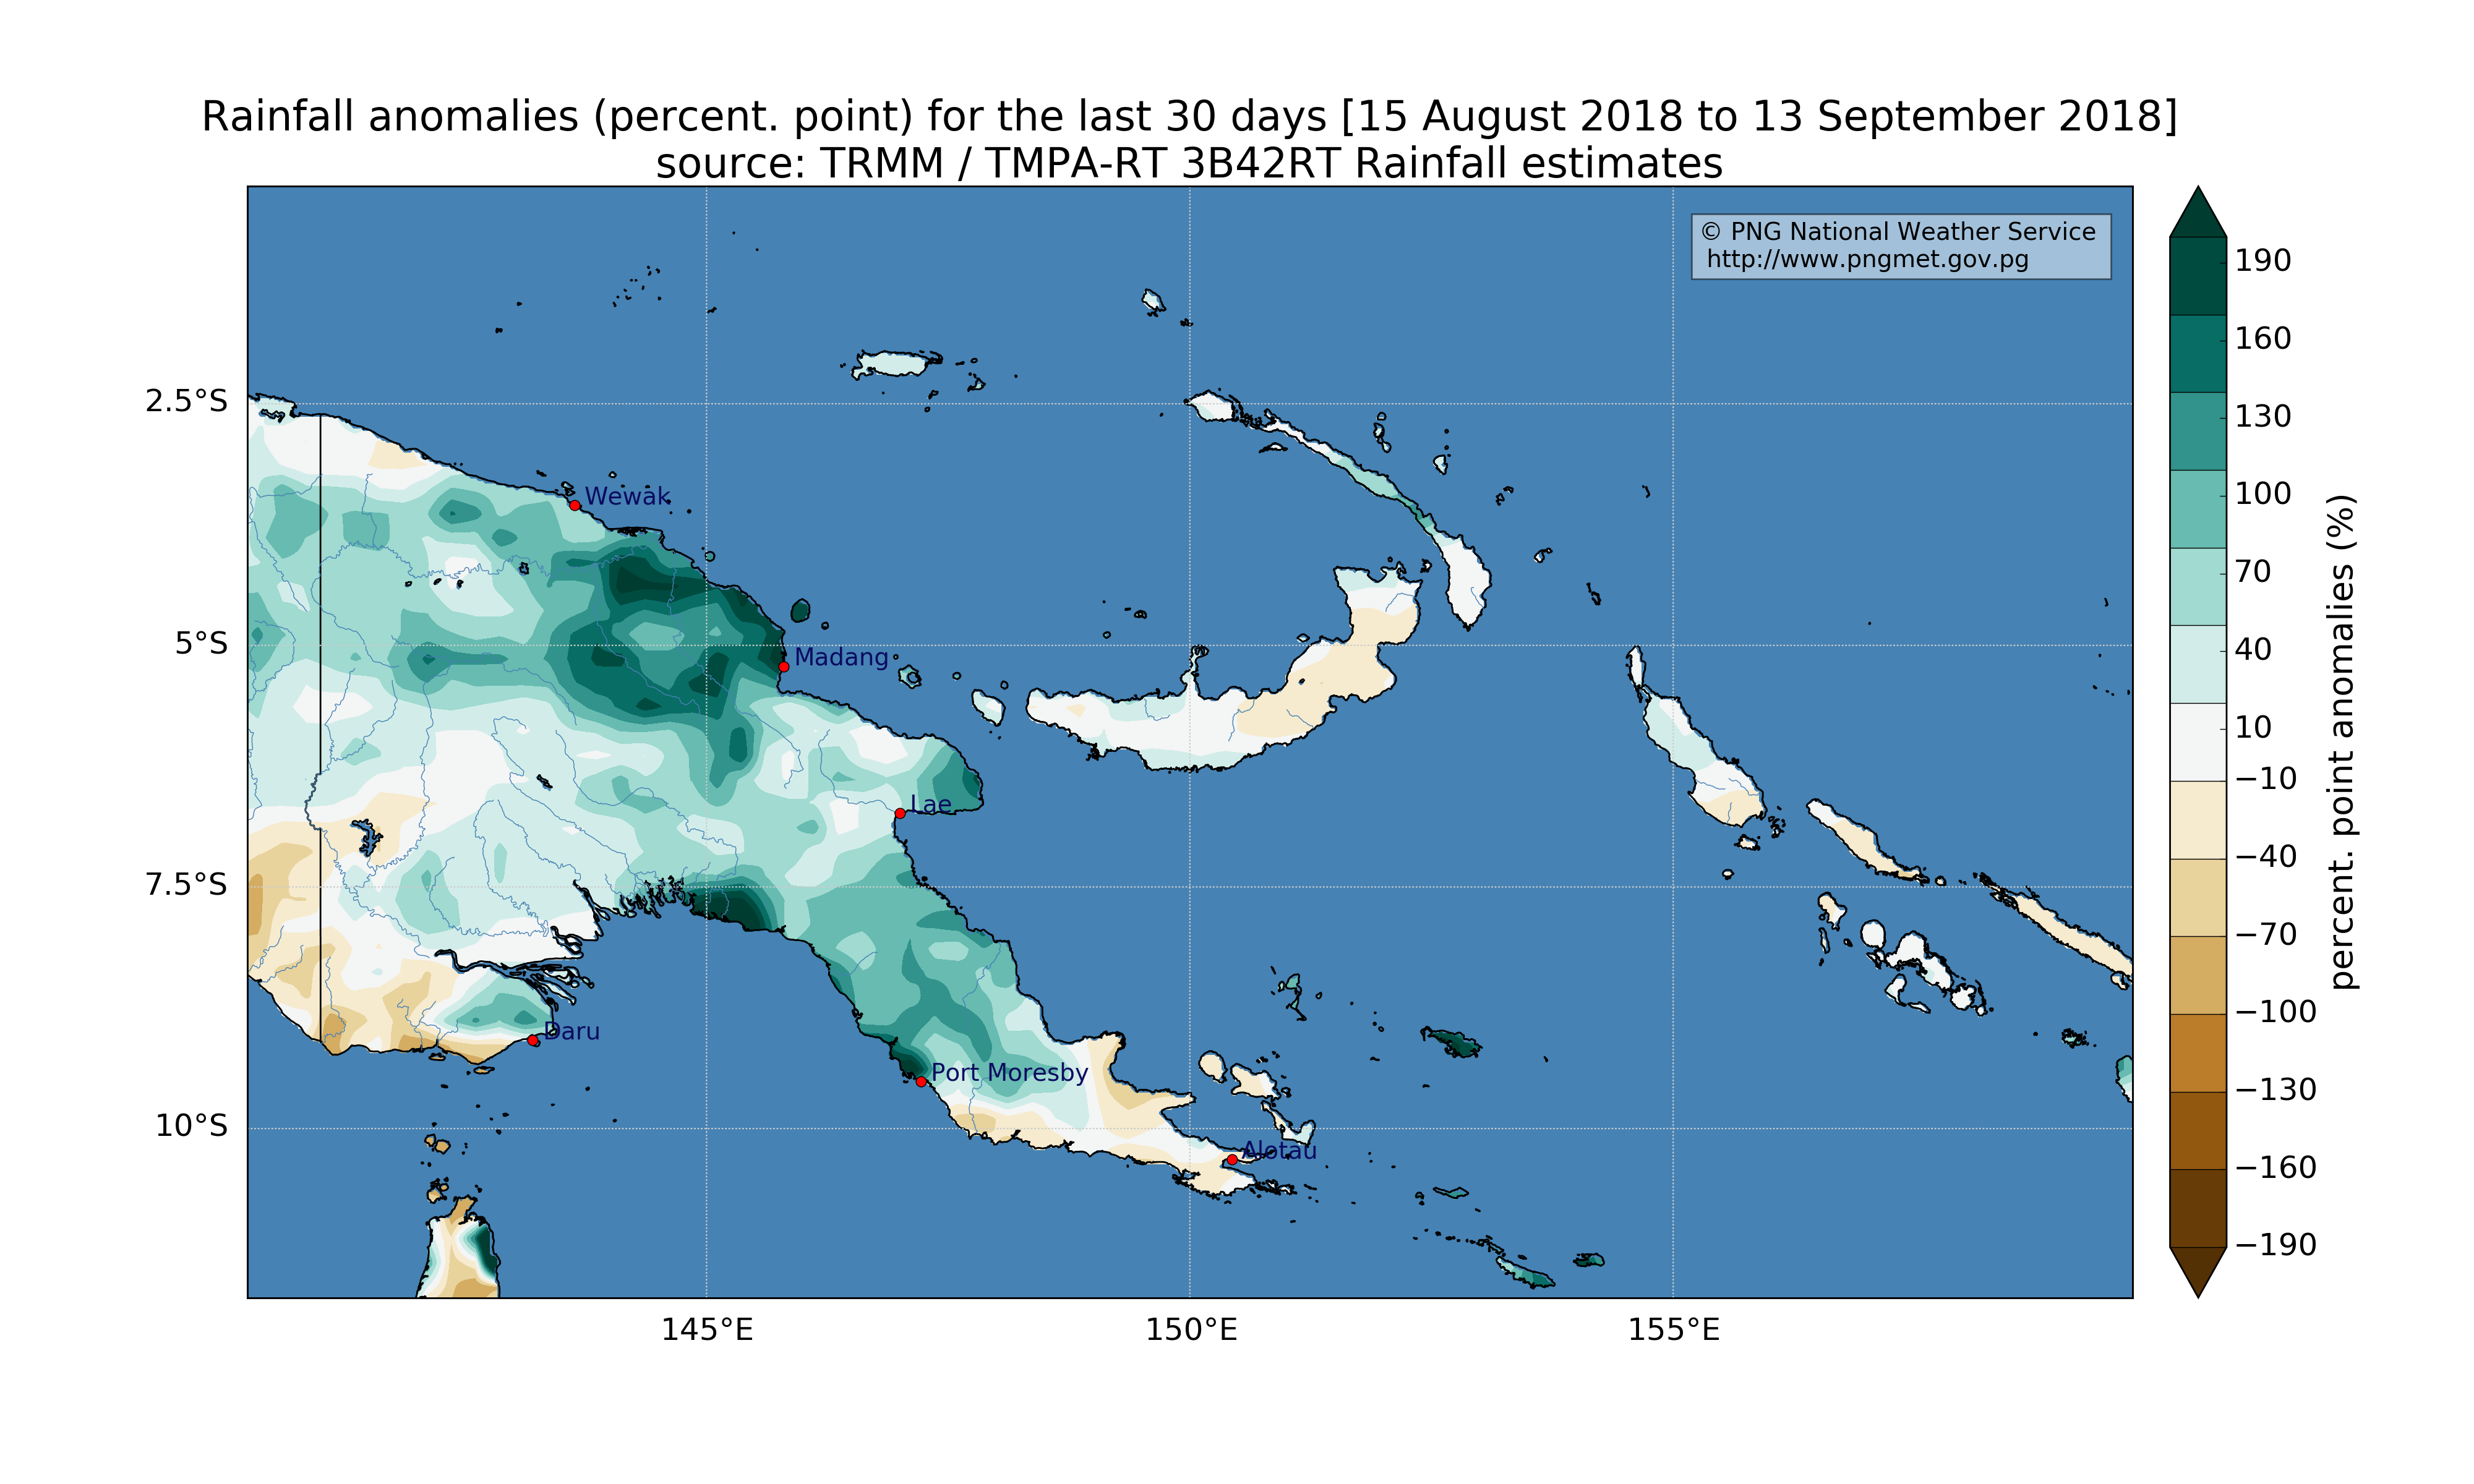 Rainfall anomalies (percent. point) for the last 30 days [15 August 2018 to 13 September 2018]
source: TRMM / TMPA-RT 3B42RT Rainfall estimates
© PNG National Weather Service
http://www.pngmet.gov.pg
2.5°S
5°S
7.5°S
10°S
Wewak
Madang
Lae
Daru
Port Moresby
Alotau
145°E
150°E
155°E
190
160
130
100
70
40
10
−10
−40
−70
−100
−130
−160
−190
percent. point anomalies (%)